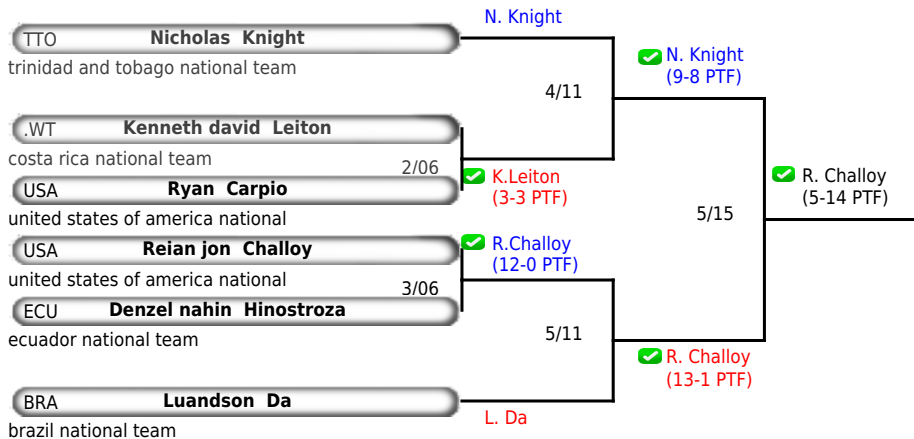 N. Knight
TTO Nicholas Knight
trinidad and tobago national team
N. Knight
(9-8 PTF)
4/11
.WT Kenneth david Leiton
costa rica national team
2/06
K.Leiton
(3-3 PTF)
USA Ryan Carpio
united states of america national
R. Challoy
(5-14 PTF)
5/15
USA Reian jon Challoy
R.Challoy
(12-0 PTF)
united states of america national
3/06
ECU Denzel nahin Hinostroza
ecuador national team
5/11
R. Challoy
(13-1 PTF)
BRA Luandson Da
L. Da
brazil national team